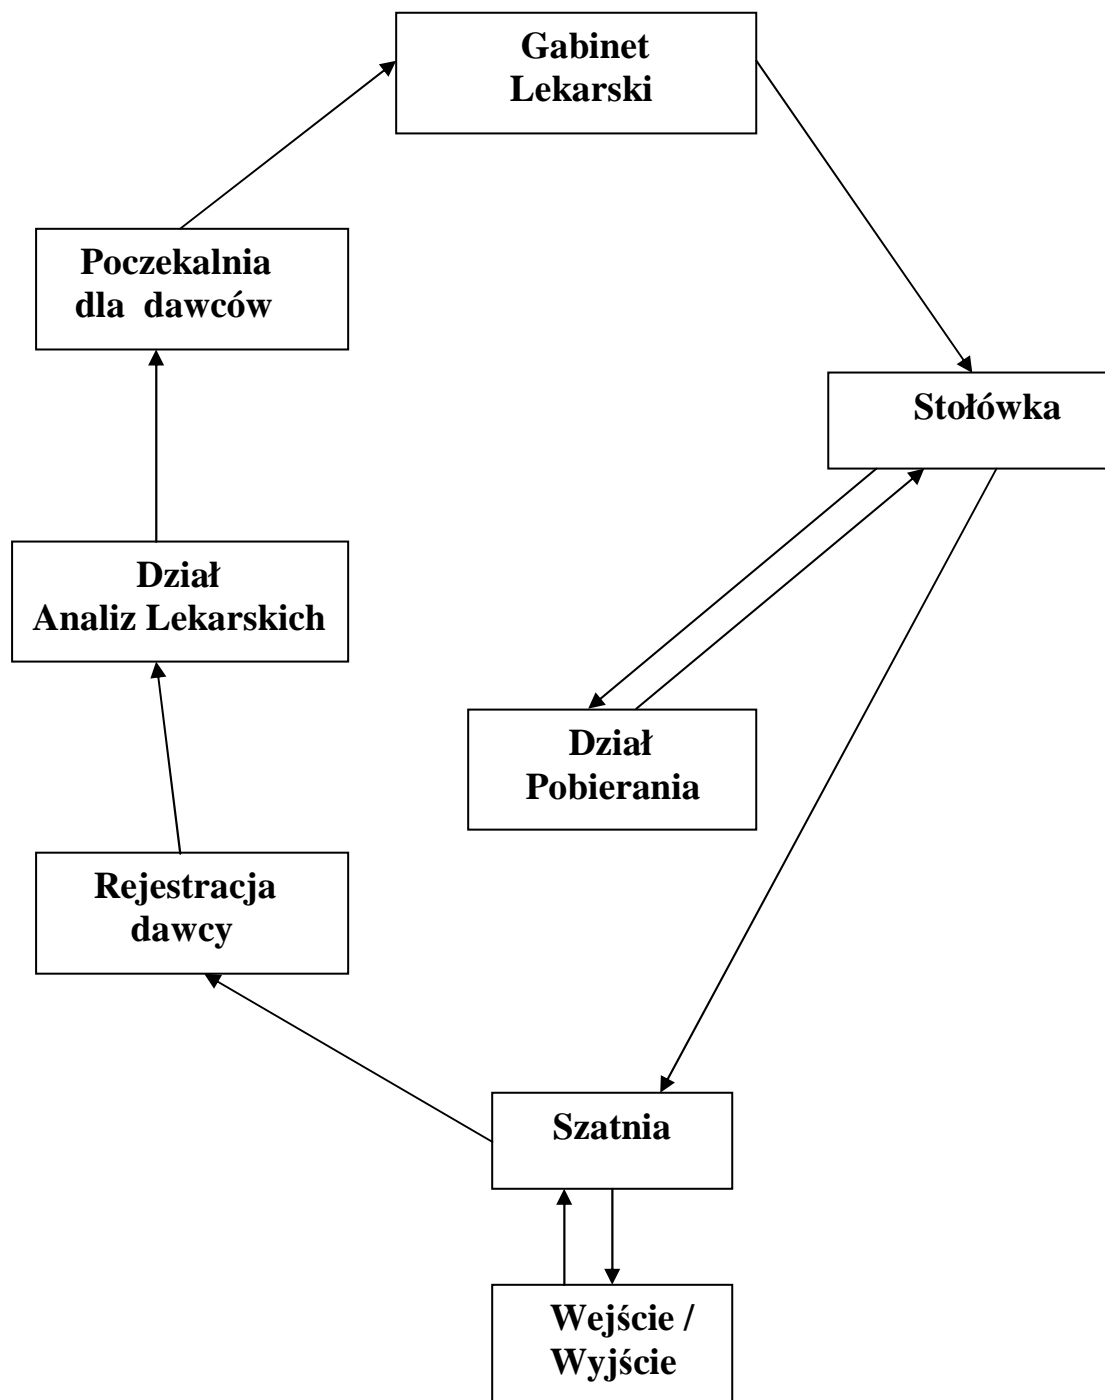 Gabinet
Lekarski
Poczekalnia
dla dawców
Stołówka
Dział
Analiz Lekarskich
Dział
Pobierania
Rejestracja
dawcy
Szatnia
Wejście /
Wyjście